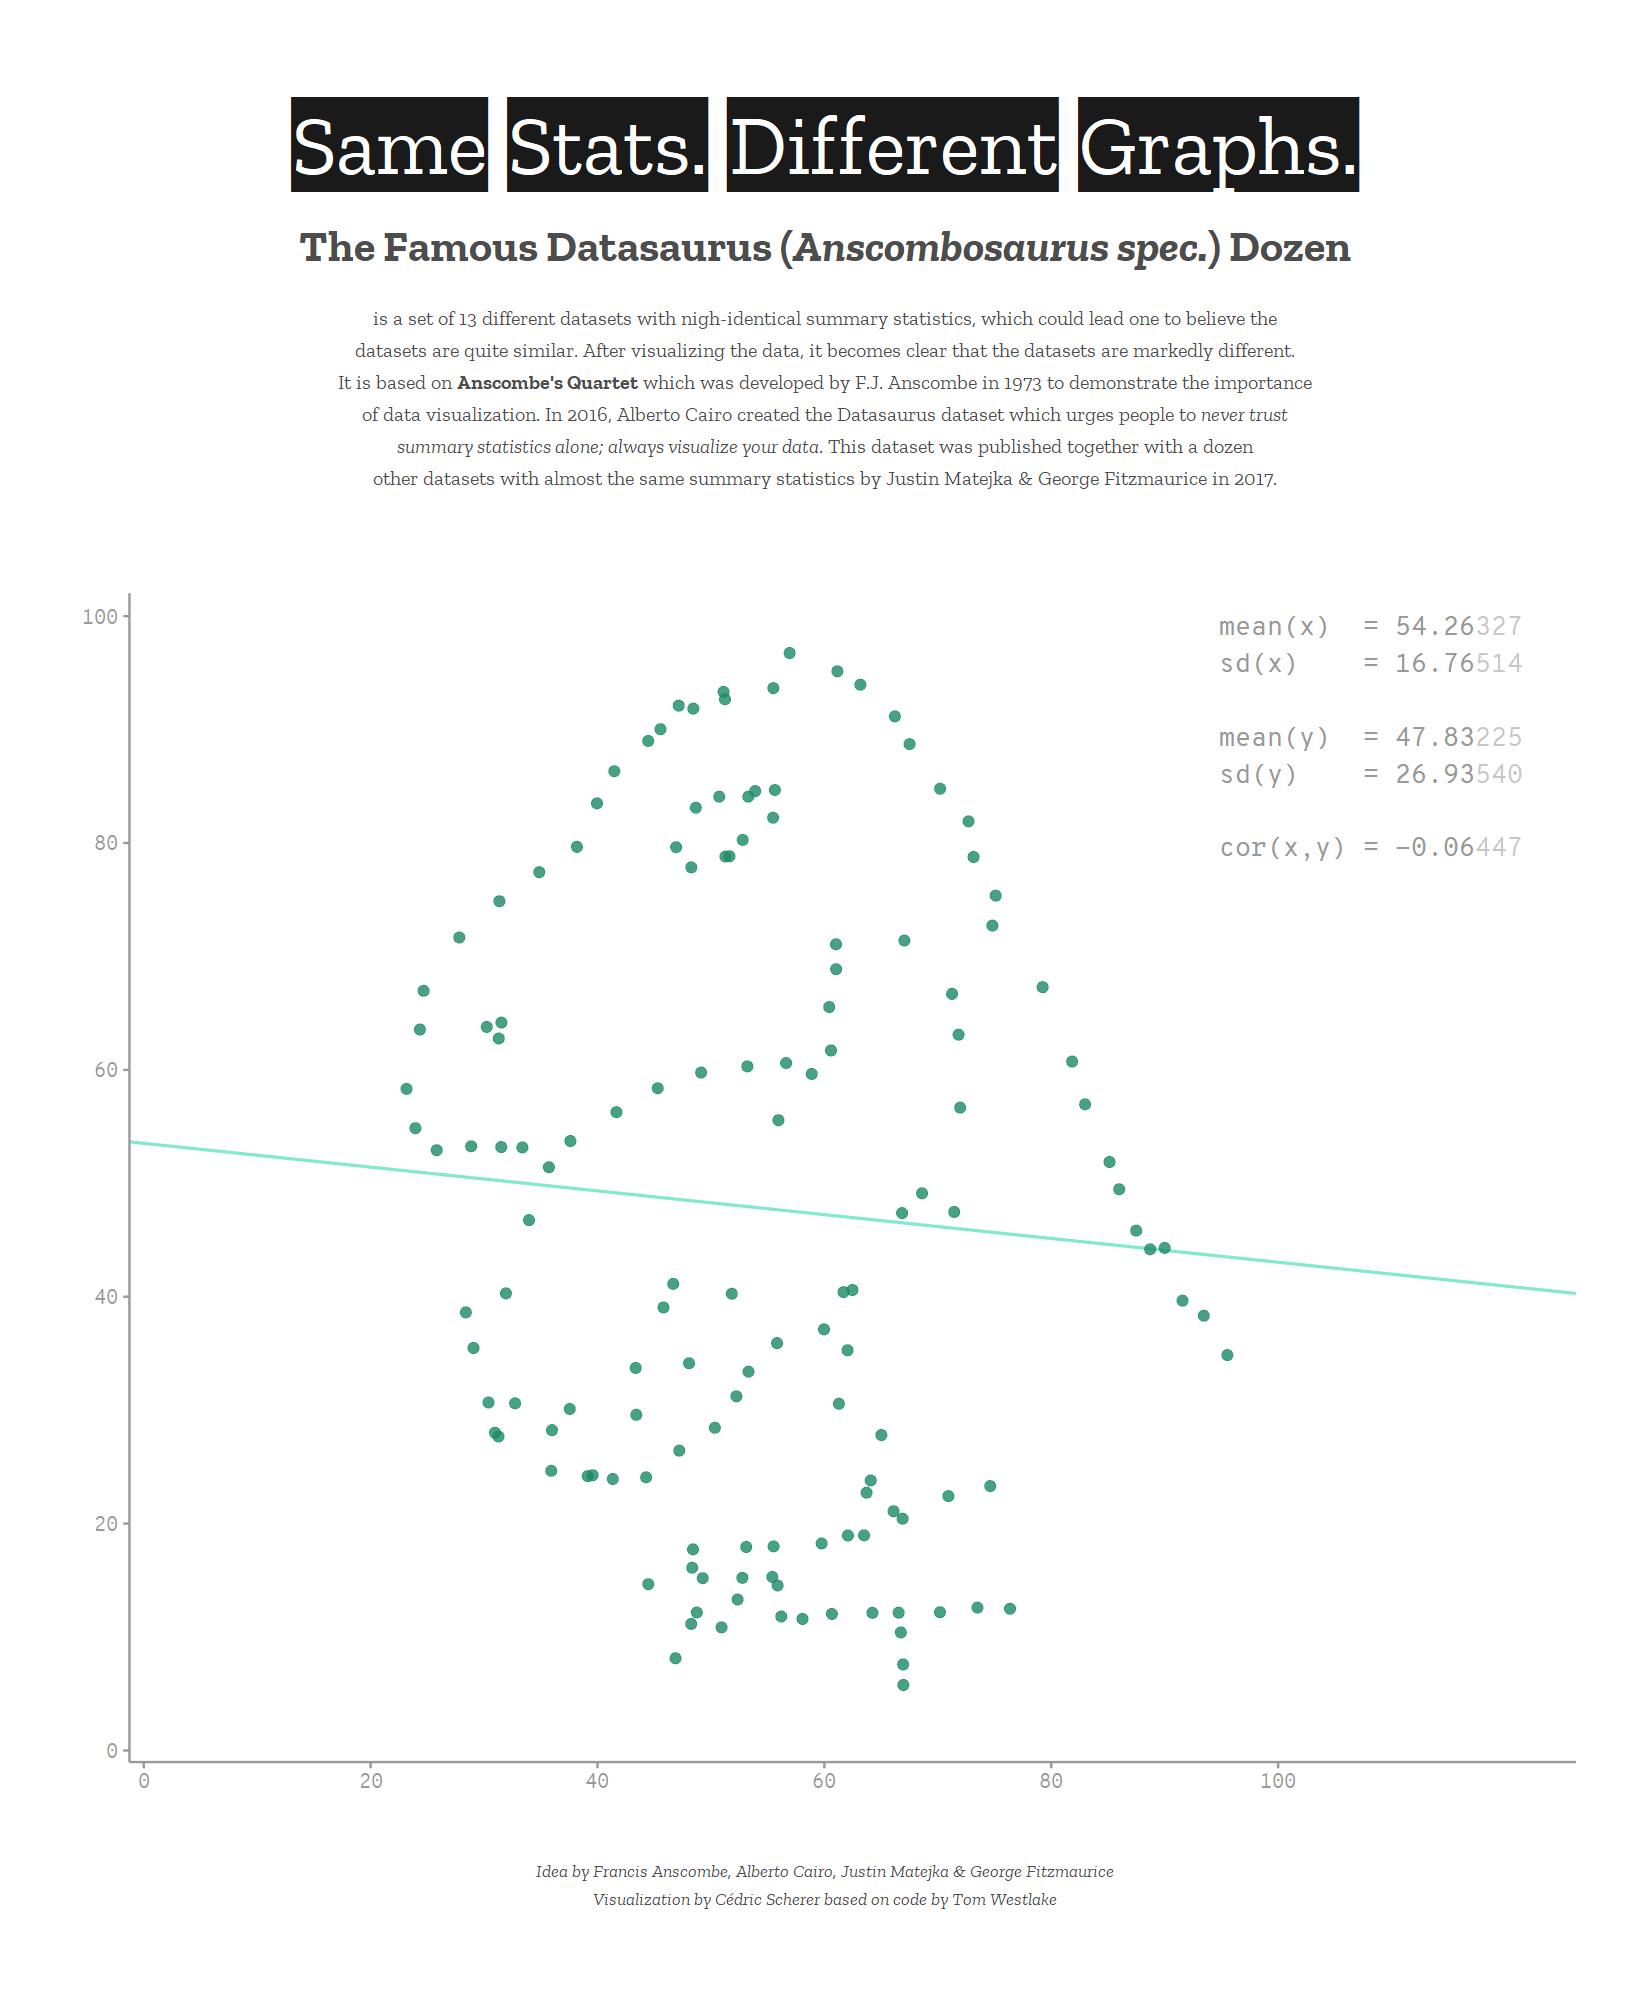 Same Stats. Different Graphs.
The Famous Datasaurus (Anscombosaurus spec.) Dozen
is a set of 13 different datasets with nigh-identical summary statistics, which could lead one to believe the
datasets are quite similar. After visualizing the data, it becomes clear that the datasets are markedly different.
It is based on Anscombe's Quartet which was developed by F.J. Anscombe in 1973 to demonstrate the importance
of data visualization. In 2016, Alberto Cairo created the Datasaurus dataset which urges people to never trust
summary statistics alone; always visualize your data. This dataset was published together with a dozen
other datasets with almost the same summary statistics by Justin Matejka & George Fitzmaurice in 2017.
mean(x) = 54.26327
sd(x) = 16.76514
mean(y) = 47.83225
sd(y) = 26.93540
cor(x,y) = −0.06447
100
80
60
40
20
0
0 20 40 60 80 100
Idea by Francis Anscombe, Alberto Cairo, Justin Matejka & George Fitzmaurice
Visualization by Cédric Scherer based on code by Tom Westlake